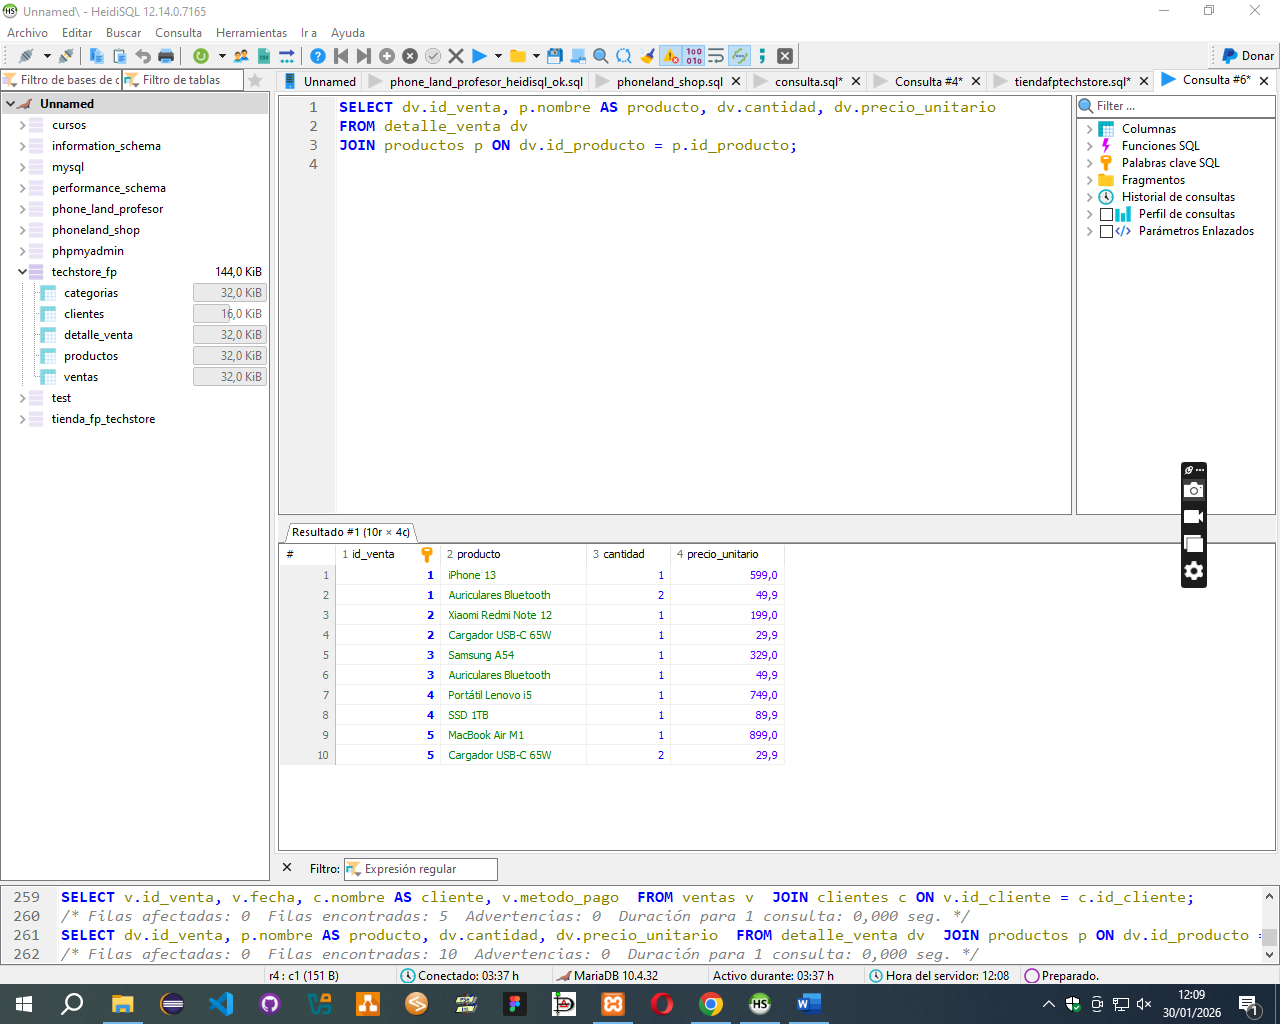 Unnamed\ - HeidiSQL 12.14.0.7165
Archivo Editar Buscar Consulta Herramientas Ir a Ayuda
Donar
Filtro de bases de d Filtro de tablas
Unnamed phone_land_profesor_heidisql_ok.sql phoneland_shop.sql consulta.sql* Consulta #4* tiendafptechstore.sql* Consulta #6*
Unnamed
cursos
information_schema
mysql
performance_schema
phone_land_profesor
phoneland_shop
phpmyadmin
techstore_fp 144,0 KiB
categorias 32,0 KiB
clientes 16,0 KiB
detalle_venta 32,0 KiB
productos 32,0 KiB
ventas 32,0 KiB
test
tienda_fp_techstore
1 SELECT dv.id_venta, p.nombre AS producto, dv.cantidad, dv.precio_unitario
2 FROM detalle_venta dv
3 JOIN productos p ON dv.id_producto = p.id_producto;
4
Filter ...
Columnas
Funciones SQL
Palabras clave SQL
Fragmentos
Historial de consultas
Perfil de consultas
Parámetros Enlazados
Resultado #1 (10r × 4c)
# 1 id_venta 2 producto 3 cantidad 4 precio_unitario
1 1 iPhone 13 1 599,0
2 1 Auriculares Bluetooth 2 49,9
3 2 Xiaomi Redmi Note 12 1 199,0
4 2 Cargador USB-C 65W 1 29,9
5 3 Samsung A54 1 329,0
6 3 Auriculares Bluetooth 1 49,9
7 4 Portátil Lenovo i5 1 749,0
8 4 SSD 1TB 1 89,9
9 5 MacBook Air M1 1 899,0
10 5 Cargador USB-C 65W 2 29,9
Filtro: Expresión regular
259 SELECT v.id_venta, v.fecha, c.nombre AS cliente, v.metodo_pago FROM ventas v JOIN clientes c ON v.id_cliente = c.id_cliente;
260 /* Filas afectadas: 0 Filas encontradas: 5 Advertencias: 0 Duración para 1 consulta: 0,000 seg. */
261 SELECT dv.id_venta, p.nombre AS producto, dv.cantidad, dv.precio_unitario FROM detalle_venta dv JOIN productos p ON dv.id_producto =
262 /* Filas afectadas: 0 Filas encontradas: 10 Advertencias: 0 Duración para 1 consulta: 0,000 seg. */
r4 : c1 (151 B) Conectado: 03:37 h MariaDB 10.4.32 Activo durante: 03:37 h Hora del servidor: 12:08 Preparado.
12:09
30/01/2026